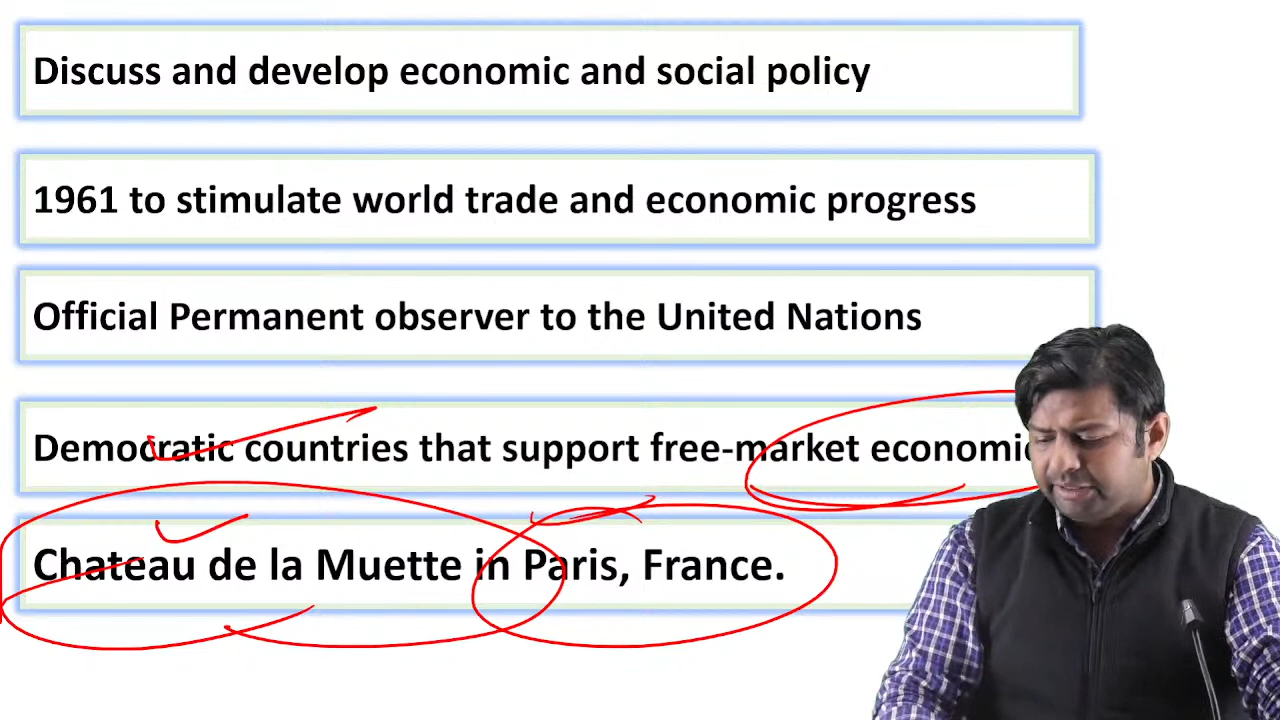 Discuss and develop economic and social policy
1961 to stimulate world trade and economic progress
Official Permanent observer to the United Nations
Democratic countries that support free-market
Chateau de la Muette in Paris, France.